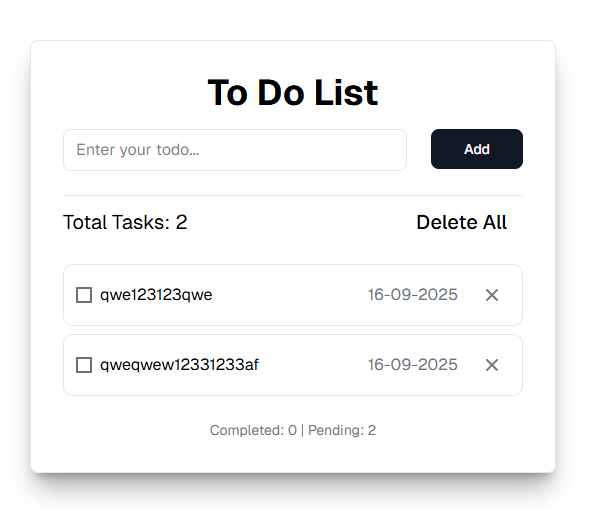 To Do List
Enter your todo...
Add
Total Tasks: 2
Delete All
qwe123123qwe
16-09-2025
qweqwew12331233af
16-09-2025
Completed: 0 | Pending: 2